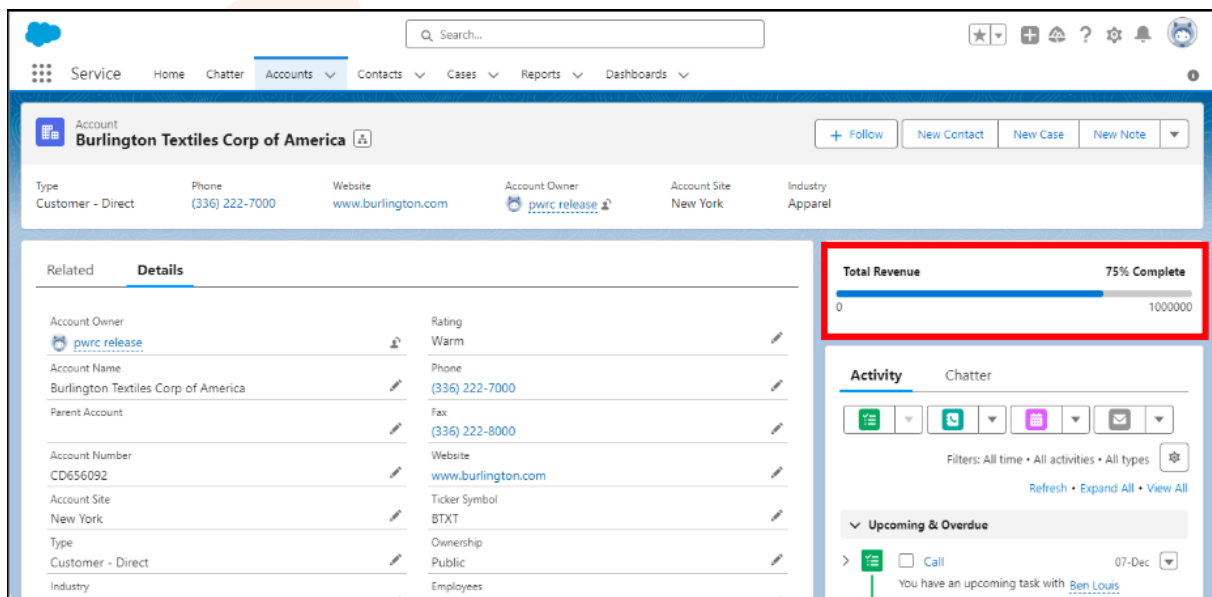 Search...
Service Home Chatter Accounts Contacts Cases Reports Dashboards
Account
Burlington Textiles Corp of America
+ Follow New Contact New Case New Note
Type Phone Website Account Owner Account Site Industry
Customer - Direct (336) 222-7000 www.burlington.com pwrc release New York Apparel
Related Details
Account Owner Rating
pwrc release Warm
Account Name Phone
Burlington Textiles Corp of America (336) 222-7000
Parent Account Fax
(336) 222-8000
Account Number Website
CD656092 www.burlington.com
Account Site Ticker Symbol
New York BTXT
Type Ownership
Customer - Direct Public
Industry Employees
Total Revenue 75% Complete
0 1000000
Activity Chatter
Filters: All time • All activities • All types
Refresh • Expand All • View All
Upcoming & Overdue
Call 07-Dec
You have an upcoming task with Ben Louis